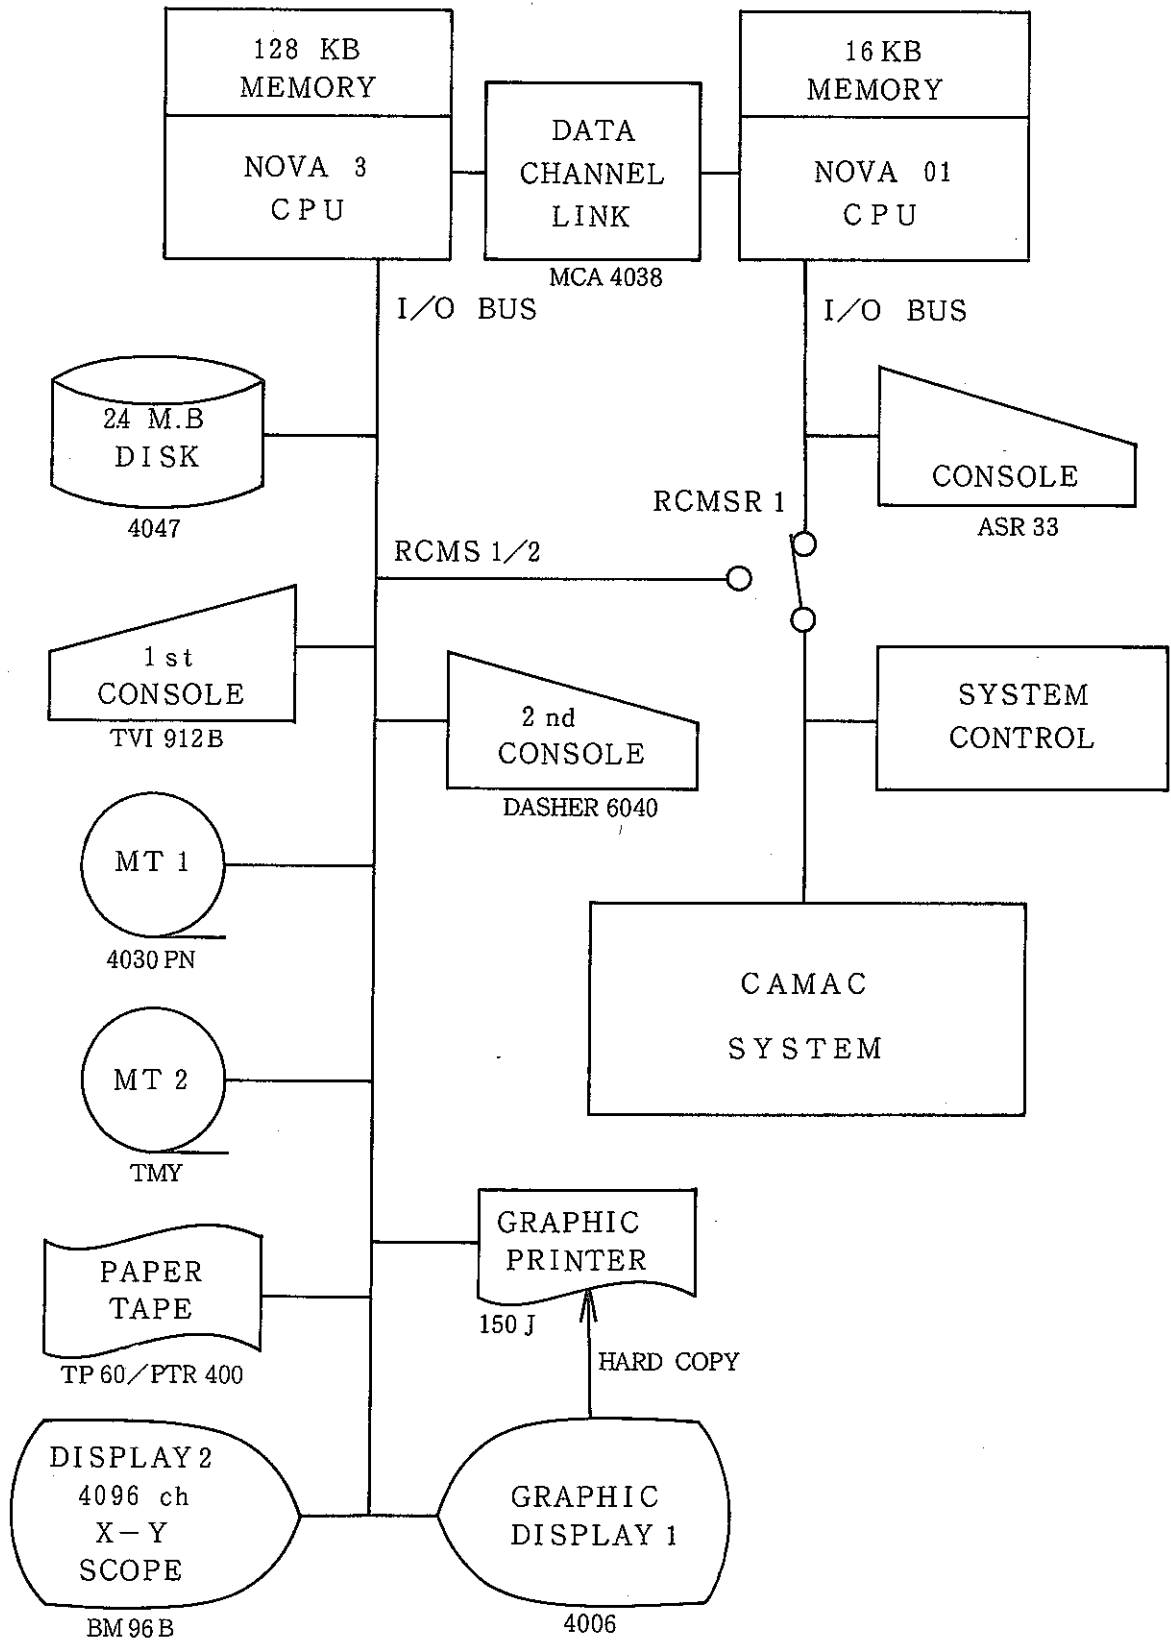 128 KB
MEMORY
NOVA 3
CPU
DATA
CHANNEL
LINK
MCA 4038
16KB
MEMORY
NOVA 01
CPU
I/O BUS
I/O BUS
24 M.B
DISK
4047
CONSOLE
ASR 33
RCMSR 1
RCMS 1/2
1 st
CONSOLE
TVI 912B
2 nd
CONSOLE
DASHER 6040
SYSTEM
CONTROL
MT 1
4030 PN
CAMAC
SYSTEM
MT 2
TMY
GRAPHIC
PRINTER
150 J
PAPER
TAPE
TP 60/PTR 400
HARD COPY
DISPLAY 2
4096 ch
X-Y
SCOPE
BM 96 B
GRAPHIC
DISPLAY 1
4006